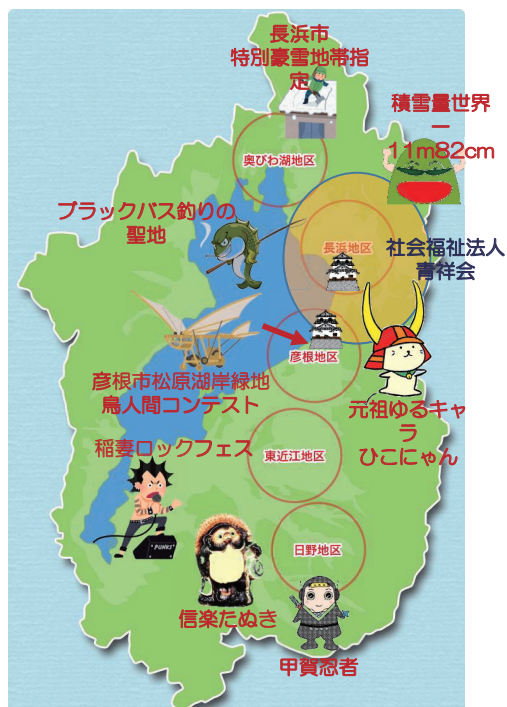 長浜市
特別豪雪地帯指
定
積雪量世界
一
11m82cm
奥びわ湖地区
ブラックバス釣りの
聖地
長浜地区
社会福祉法人
青祥会
彦根地区
彦根市松原湖岸緑地
鳥人間コンテスト
元祖ゆるキャ
ラ
ひこにゃん
稲妻ロックフェス
東近江地区
"PUNKS"
日野地区
信楽たぬき
甲賀忍者